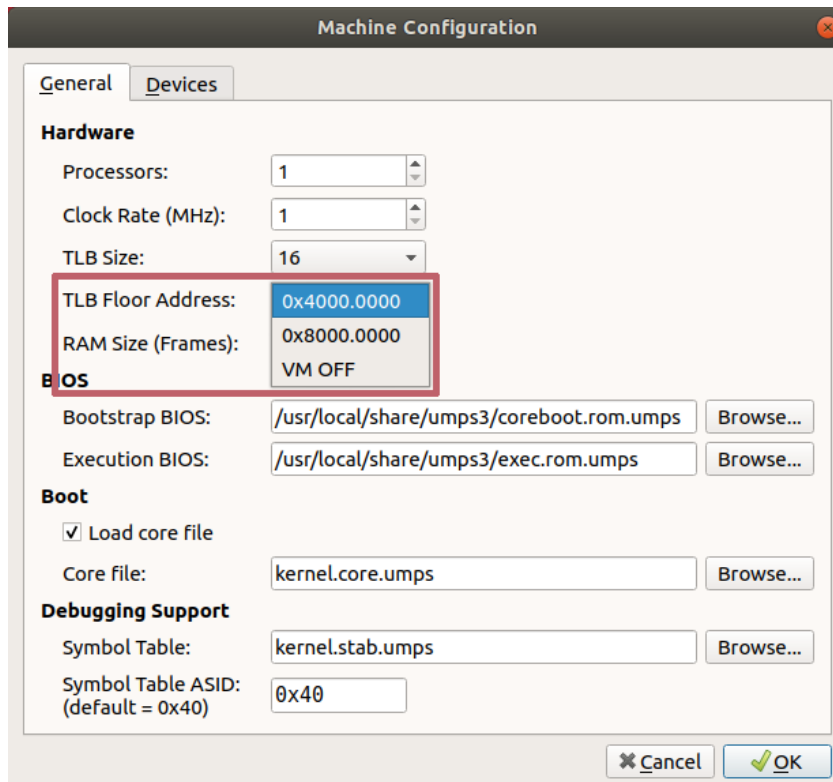 Machine Configuration
General Devices
Hardware
Processors: 1
Clock Rate (MHz): 1
TLB Size: 16
TLB Floor Address: 0x4000.0000
0x8000.0000
RAM Size (Frames):
VM OFF
BIOS
Bootstrap BIOS: /usr/local/share/umps3/coreboot.rom.umps Browse...
Execution BIOS: /usr/local/share/umps3/exec.rom.umps Browse...
Boot
Load core file
Core file: kernel.core.umps Browse...
Debugging Support
Symbol Table: kernel.stab.umps Browse...
Symbol Table ASID:
(default = 0x40) 0x40
Cancel OK